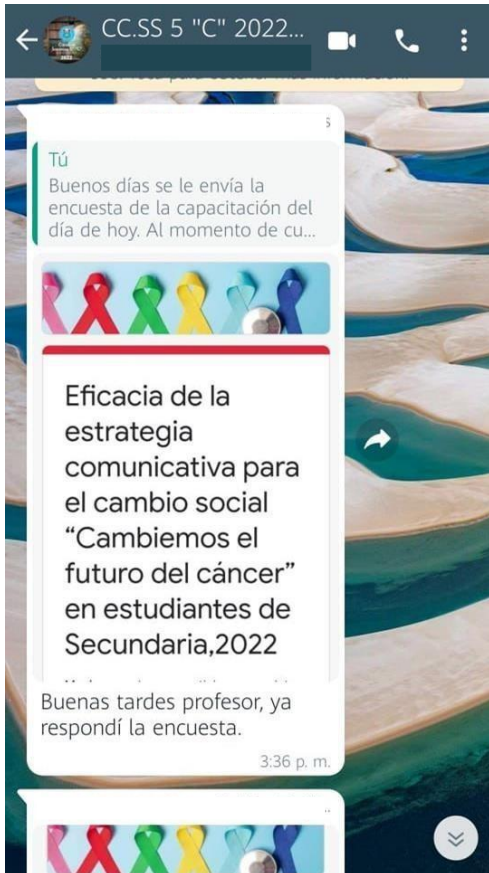 CC.SS 5 "C" 2022...
Tú
Buenos días se le envía la
encuesta de la capacitación del
día de hoy. Al momento de cu...
Eficacia de la
estrategia
comunicativa para
el cambio social
“Cambiemos el
futuro del cáncer”
en estudiantes de
Secundaria,2022
Buenas tardes profesor, ya
respondí la encuesta.
3:36 p. m.